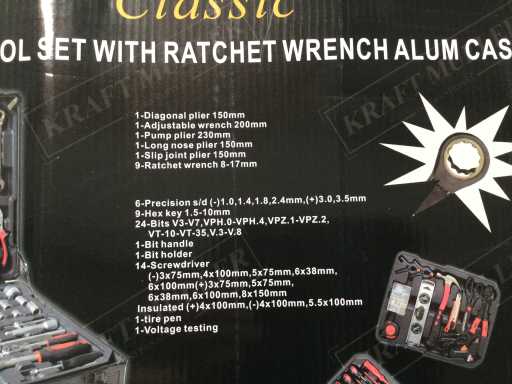 Classic
OL SET WITH RATCHET WRENCH ALUM CAS
1-Diagonal plier 150mm
1-Adjustable wrench 200mm
1-Pump plier 230mm
1-Long nose plier 150mm
1-Slip joint plier 150mm
9-Ratchet wrench 8-17mm
6-Precision s/d (-)1.0,1.4,1.8,2.4mm,(+)3.0,3.5mm
9-Hex key 1.5-10mm
24-Bits V3-V7,VPH.0-VPH.4,VPZ.1-VPZ.2,
VT-10-VT-35,V.3-V.8
1-Bit handle
1-Bit holder
14-Screwdriver
(-)3x75mm,4x100mm,5x75mm,6x38mm,
6x100mm(+)3x75mm,5x75mm,
6x38mm,6x100mm,8x150mm
Insulated (+)4x100mm,(-)4x100mm,5.5x100mm
1-tire pen
1-Voltage testing
KRAFT MULLER
KRAFT MULLER